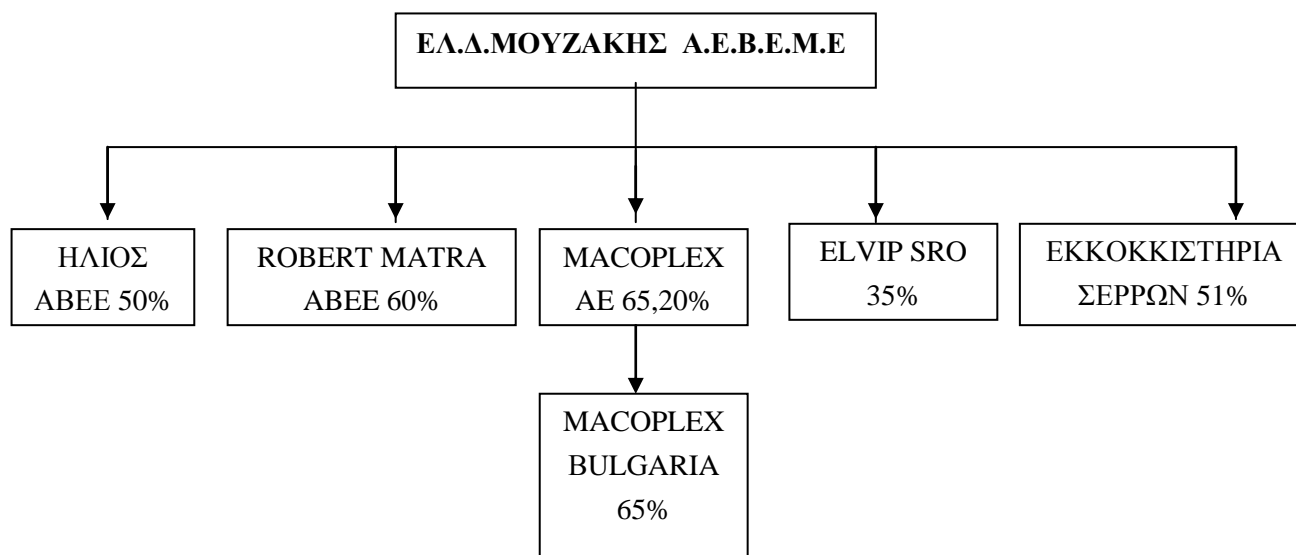 ΕΛ.Δ.ΜΟΥΖΑΚΗΣ Α.Ε.Β.Ε.Μ.Ε
ΗΛΙΟΣ
ΑΒΕΕ 50%
ROBERT MATRA
ΑΒΕΕ 60%
MACOPLEX
ΑΕ 65,20%
ELVIP SRO
35%
ΕΚΚΟΚΚΙΣΤΗΡΙΑ
ΣΕΡΡΩΝ 51%
MACOPLEX
BULGARIA
65%